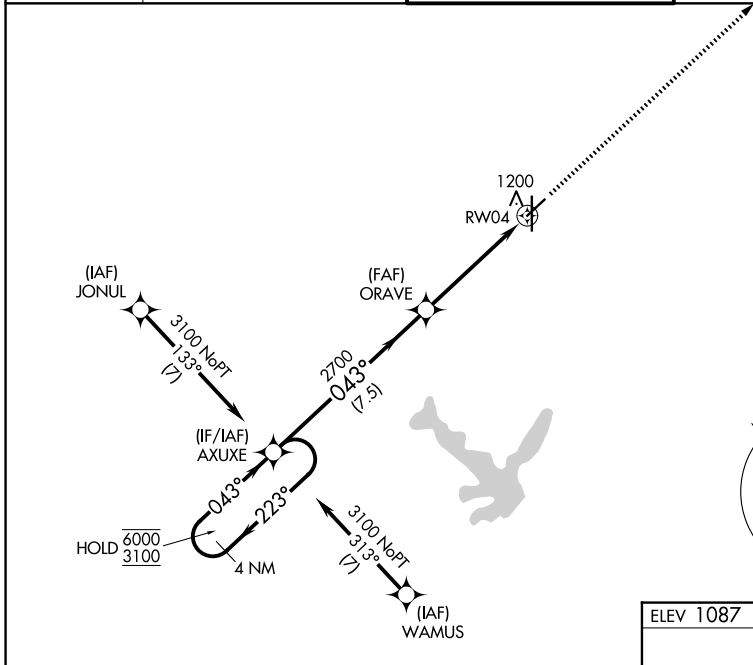 1200
RW04
(IAF)
JONUL
(FAF)
ORAVE
3100 NoPT
133°
(7)
2700
043°
(7.5)
(IF/IAF)
AXUXE
043°
223°
HOLD 6000
3100
4 NM
3100 NoPT
313°
(7)
(IAF)
WAMUS
ELEV 1087